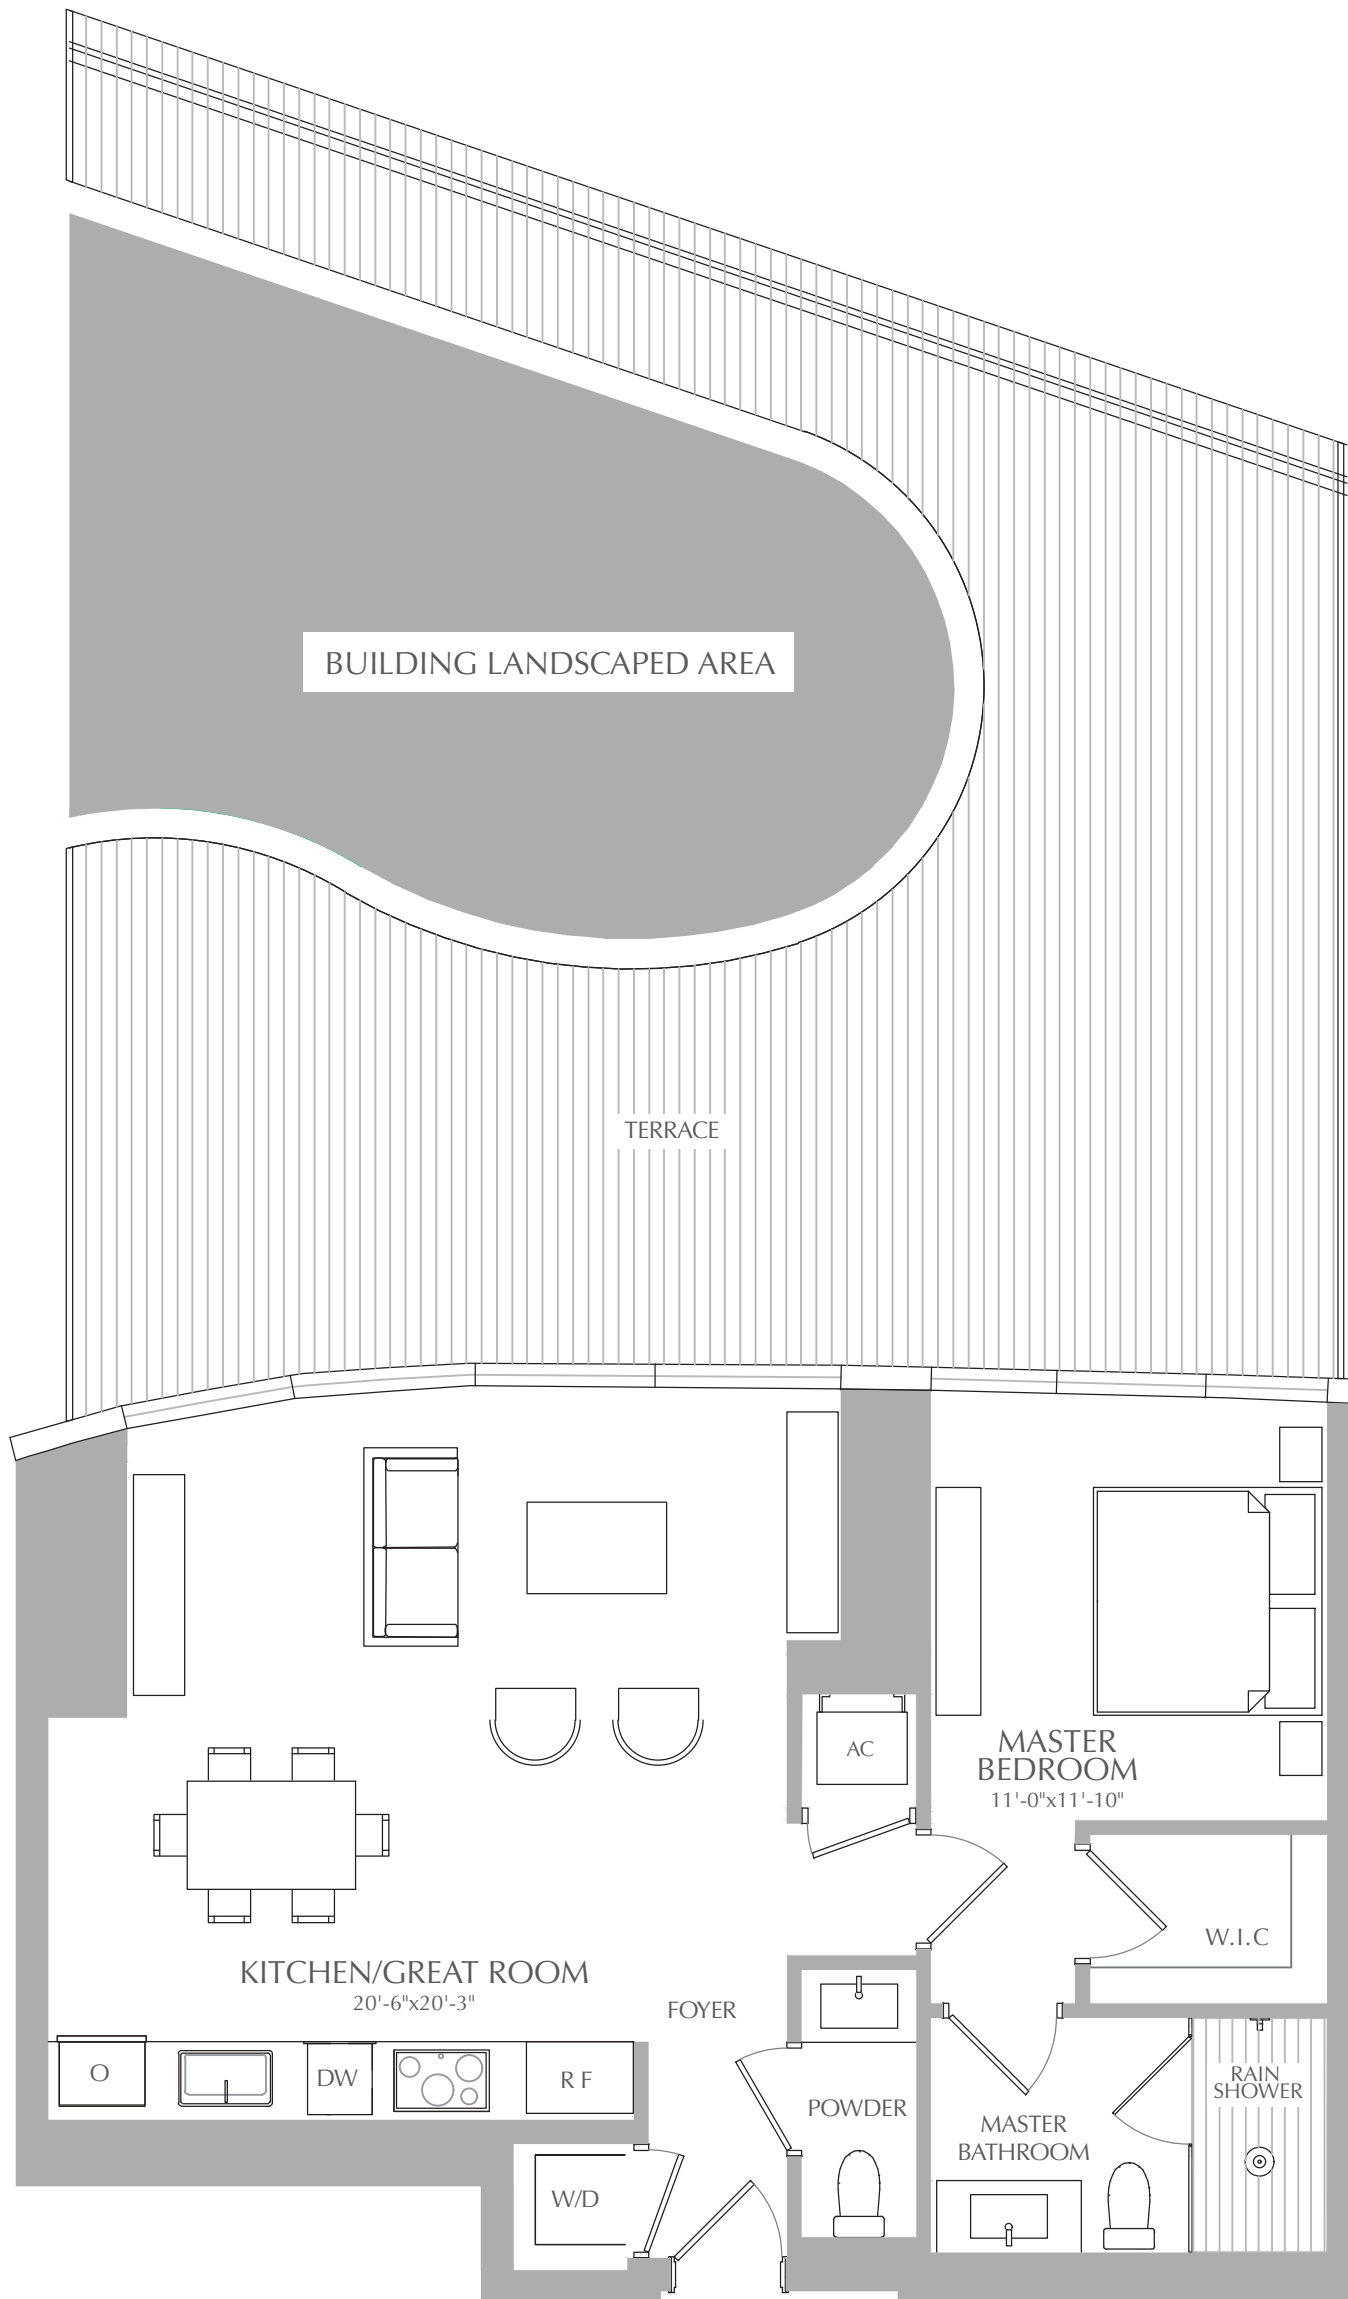 BUILDING LANDSCAPED AREA
TERRACE
AC
MASTER
BEDROOM
11'-0"x11'-10"
W.I.C
KITCHEN/GREAT ROOM
20'-6"x20'-3"
FOYER
O
DW
R F
POWDER
RAIN
SHOWER
MASTER
BATHROOM
W/D